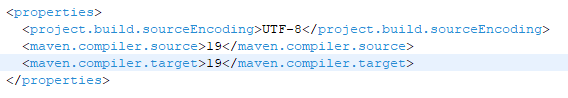 <properties>
<project.build.sourceEncoding>UTF-8</project.build.sourceEncoding>
<maven.compiler.source>19</maven.compiler.source>
<maven.compiler.target>19</maven.compiler.target>
</properties>